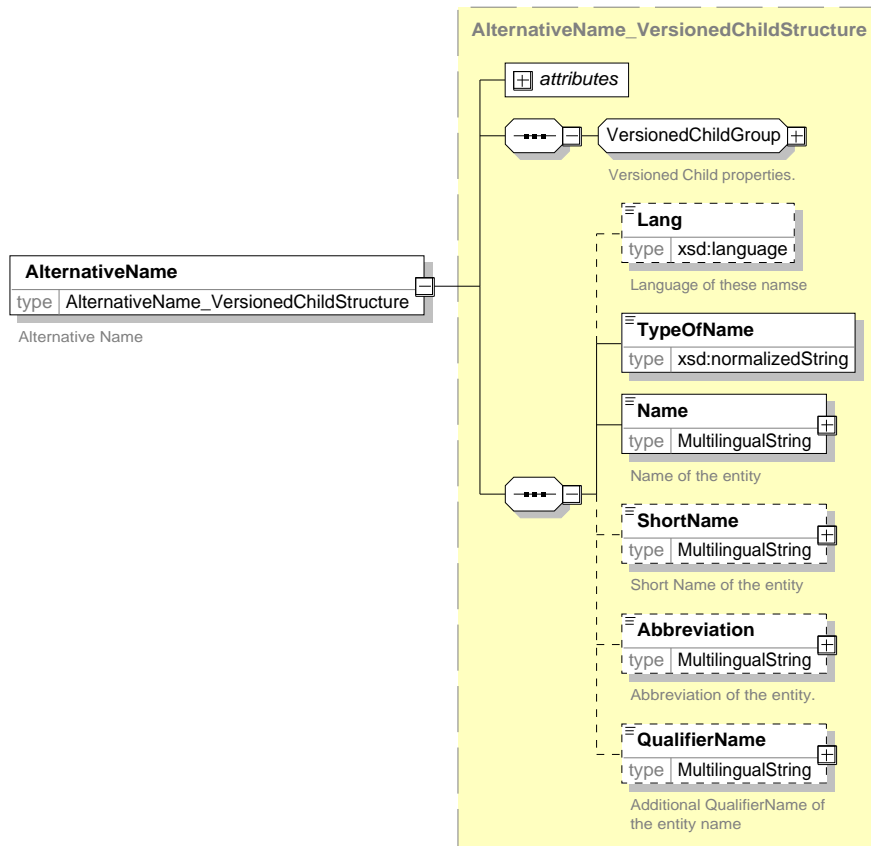 AlternativeName_VersionedChildStructure
attributes
VersionedChildGroup
Versioned Child properties.
Lang
type xsd:language
Language of these namse
AlternativeName
type AlternativeName_VersionedChildStructure
Alternative Name
TypeOfName
type xsd:normalizedString
Name
type MultilingualString
Name of the entity
ShortName
type MultilingualString
Short Name of the entity
Abbreviation
type MultilingualString
Abbreviation of the entity.
QualifierName
type MultilingualString
Additional QualifierName of
the entity name